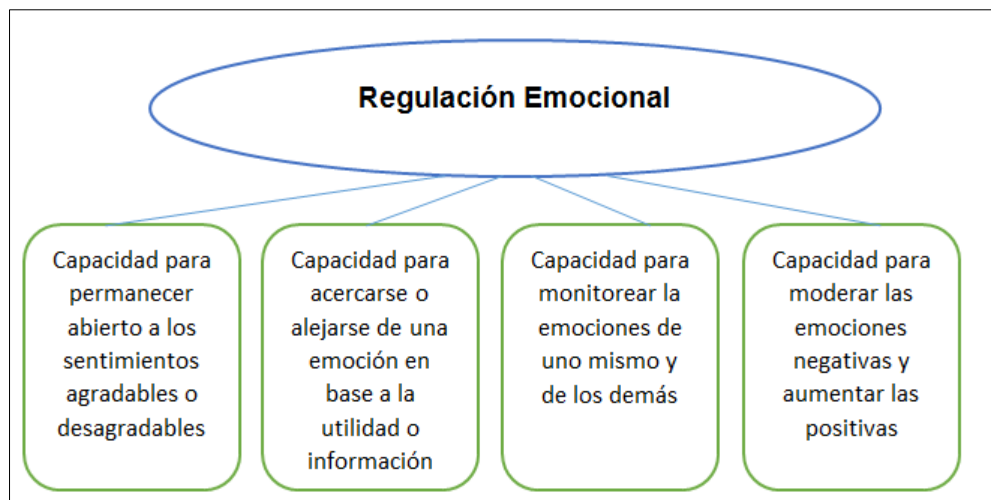 Regulación Emocional
Capacidad para
permanecer
abierto a los
sentimientos
agradables o
desagradables
Capacidad para
acercarse o
alejarse de una
emoción en
base a la
utilidad o
información
Capacidad para
monitorear la
emociones de
uno mismo y
de los demás
Capacidad para
moderar las
emociones
negativas y
aumentar las
positivas